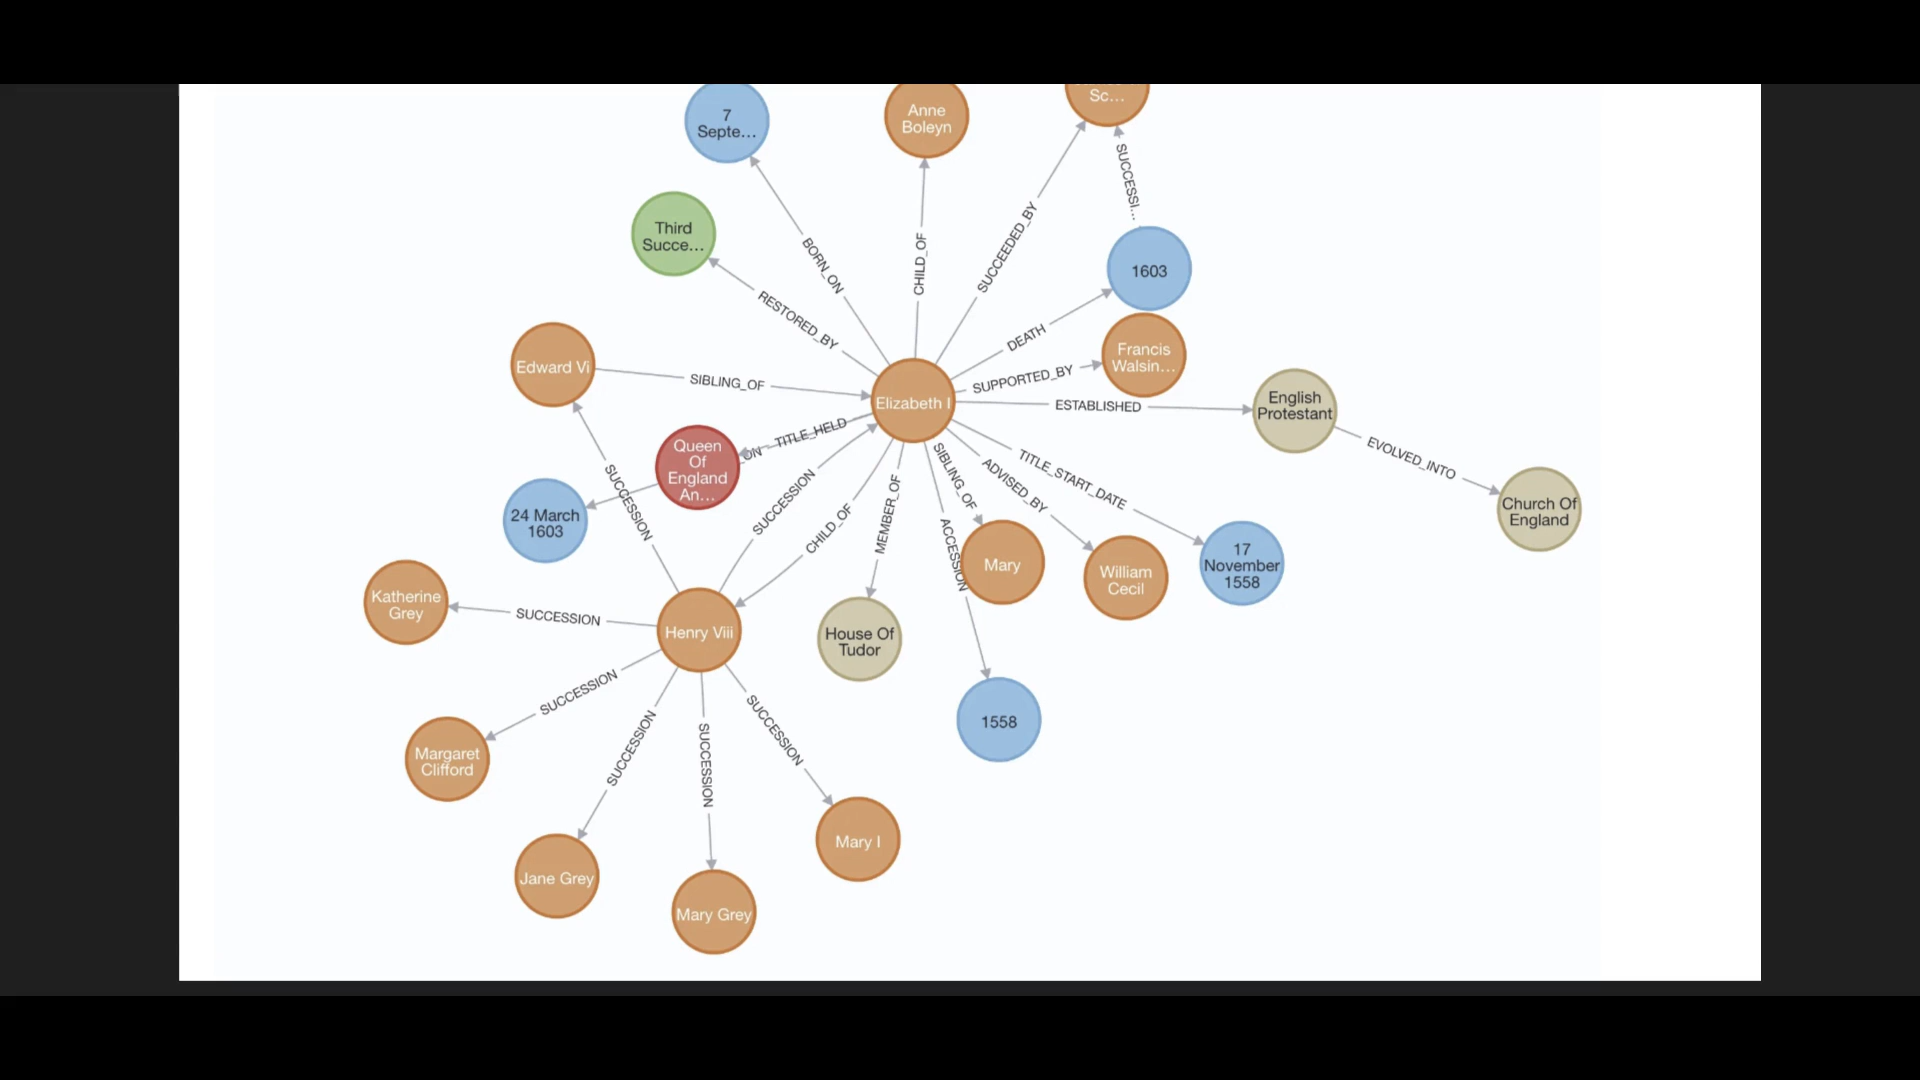 7
Septe...
Anne
Boleyn
Sc...
SUCCESSI...
Third
Succe...
BORN_ON
CHILD_OF
SUCCEEDED_BY
1603
RESTORED_BY
DEATH
Francis
Walsin...
Edward Vi
SIBLING_OF
Elizabeth I
SUPPORTED_BY
ESTABLISHED
English
Protestant
EVOLVED_INTO
Church Of
England
Queen
Of
England
An...
ON
TITLE_HELD
24 March
1603
SUCCESSION
SUCCESSION
CHILD_OF
MEMBER_OF
SIBLING_OF
ACCESSION
ADVISED_BY
TITLE_START_DATE
Mary
William
Cecil
17
November
1558
Katherine
Grey
SUCCESSION
Henry Viii
House Of
Tudor
SUCCESSION
SUCCESSION
SUCCESSION
SUCCESSION
1558
Margaret
Clifford
Jane Grey
Mary Grey
Mary I